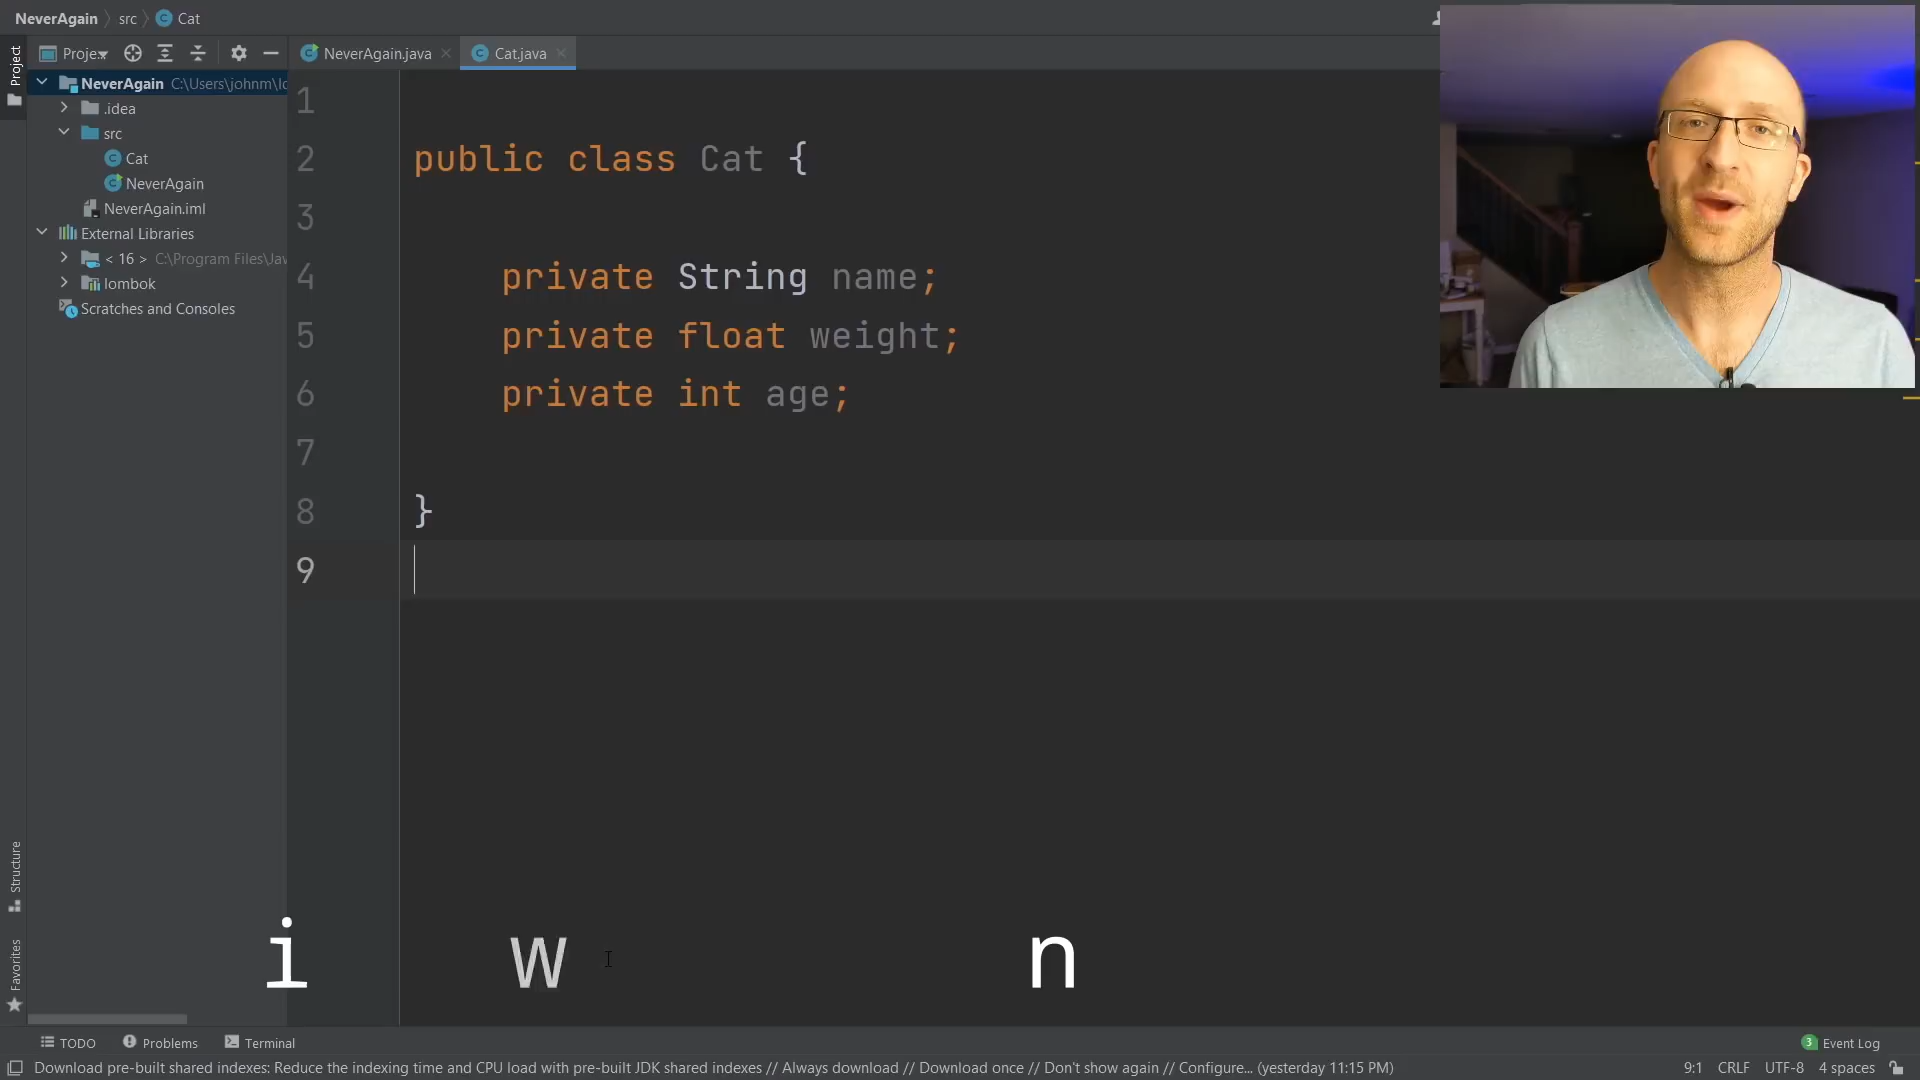 NeverAgain src Cat
Project
Proje
NeverAgain.java
Cat.java
NeverAgain C:\Users\johnm\Ic
.idea
src
Cat
NeverAgain
NeverAgain.iml
External Libraries
< 16 > C:\Program Files\Jav
lombok
Scratches and Consoles
1
2 public class Cat {
3
4 private String name;
5 private float weight;
6 private int age;
7
8 }
9
Structure
Favorites
i w n
TODO Problems Terminal
3 Event Log
Download pre-built shared indexes: Reduce the indexing time and CPU load with pre-built JDK shared indexes // Always download // Download once // Don't show again // Configure... (yesterday 11:15 PM)
9:1 CRLF UTF-8 4 spaces